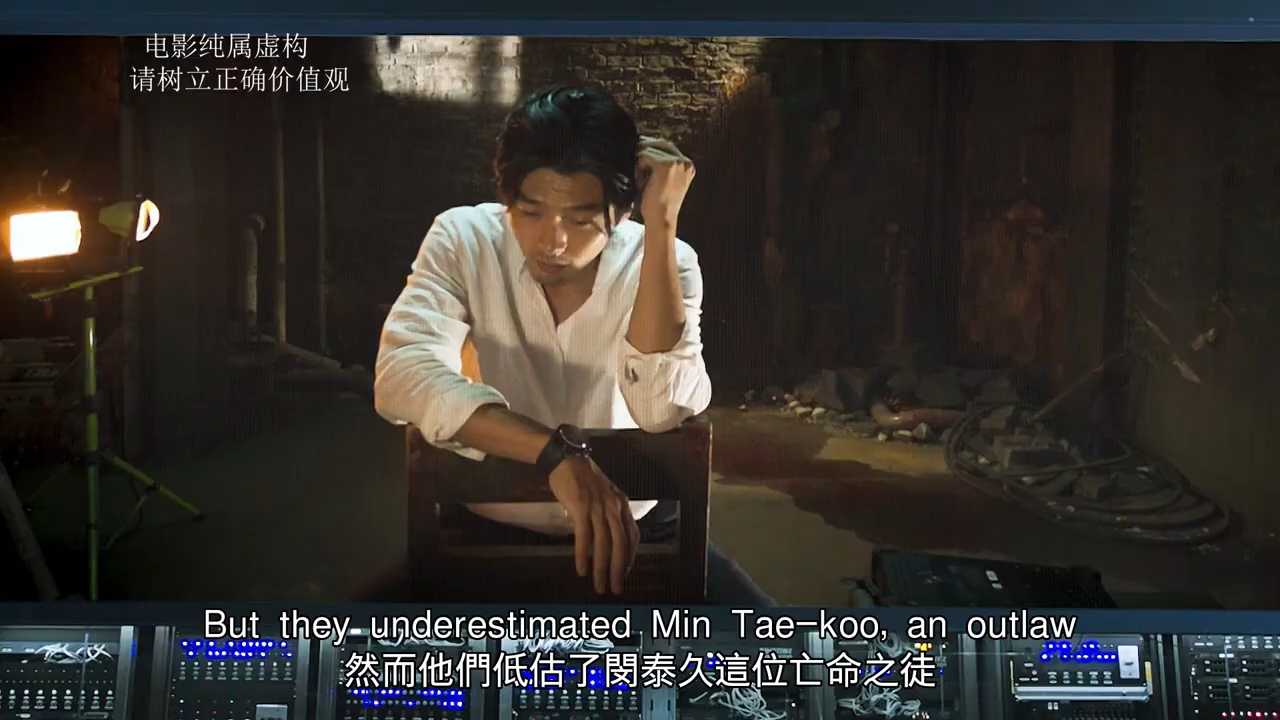 电影纯属虚构
请树立正确价值观
But they underestimated Min Tae-koo, an outlaw
然而他們低估了閔泰久這位亡命之徒